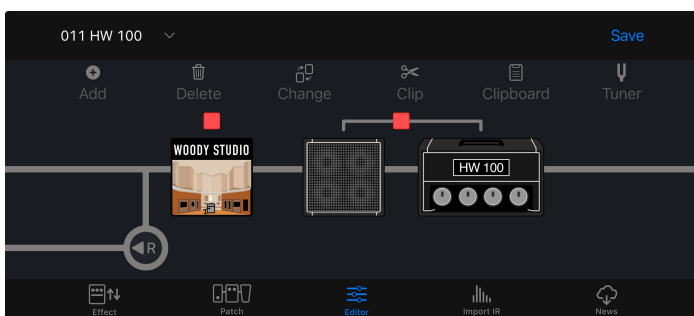 011 HW 100
Save
Add
Delete
Change
Clip
Clipboard
Tuner
WOODY STUDIO
HW 100
R
Effect
Patch
Editor
Import IR
News